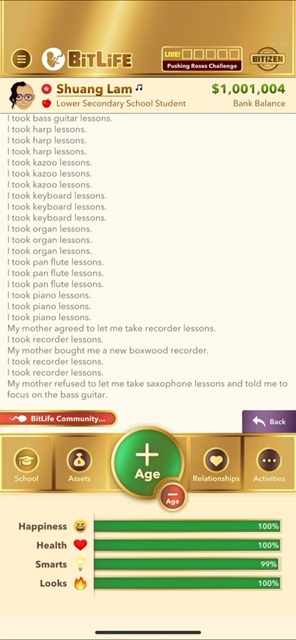 BitLife
LIVE!
Pushing Roses Challenge
BITIZEN
Shuang Lam
$1,001,004
Lower Secondary School Student
Bank Balance
I took bass guitar lessons.
I took harp lessons.
I took harp lessons.
I took harp lessons.
I took kazoo lessons.
I took kazoo lessons.
I took kazoo lessons.
I took keyboard lessons.
I took keyboard lessons.
I took keyboard lessons.
I took organ lessons.
I took organ lessons.
I took organ lessons.
I took pan flute lessons.
I took pan flute lessons.
I took pan flute lessons.
I took piano lessons.
I took piano lessons.
I took piano lessons.
My mother agreed to let me take recorder lessons.
I took recorder lessons.
My mother bought me a new boxwood recorder.
I took recorder lessons.
I took recorder lessons.
My mother refused to let me take saxophone lessons and told me to
focus on the bass guitar.
BitLife Community...
Back
School
Assets
Age
Age
Relationships
Activities
Happiness
100%
Health
100%
Smarts
99%
Looks
100%